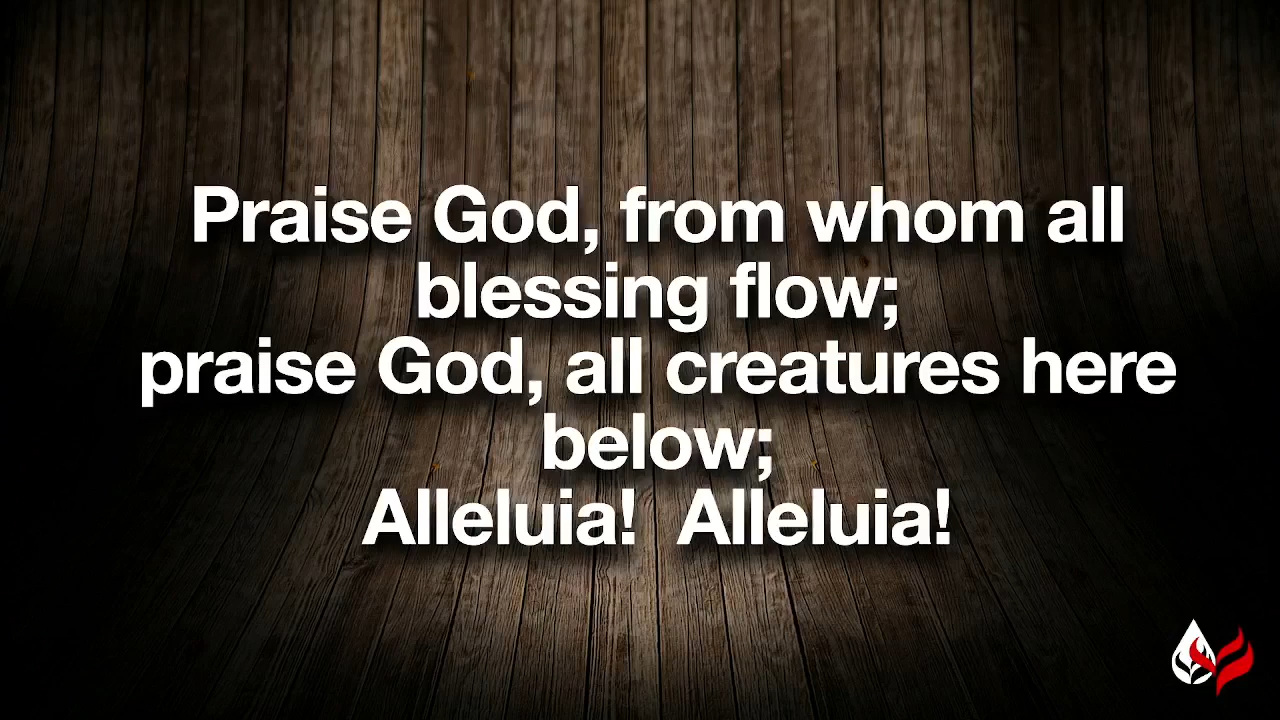 Praise God, from whom all
blessing flow;
praise God, all creatures here
below;
Alleluia!  Alleluia!